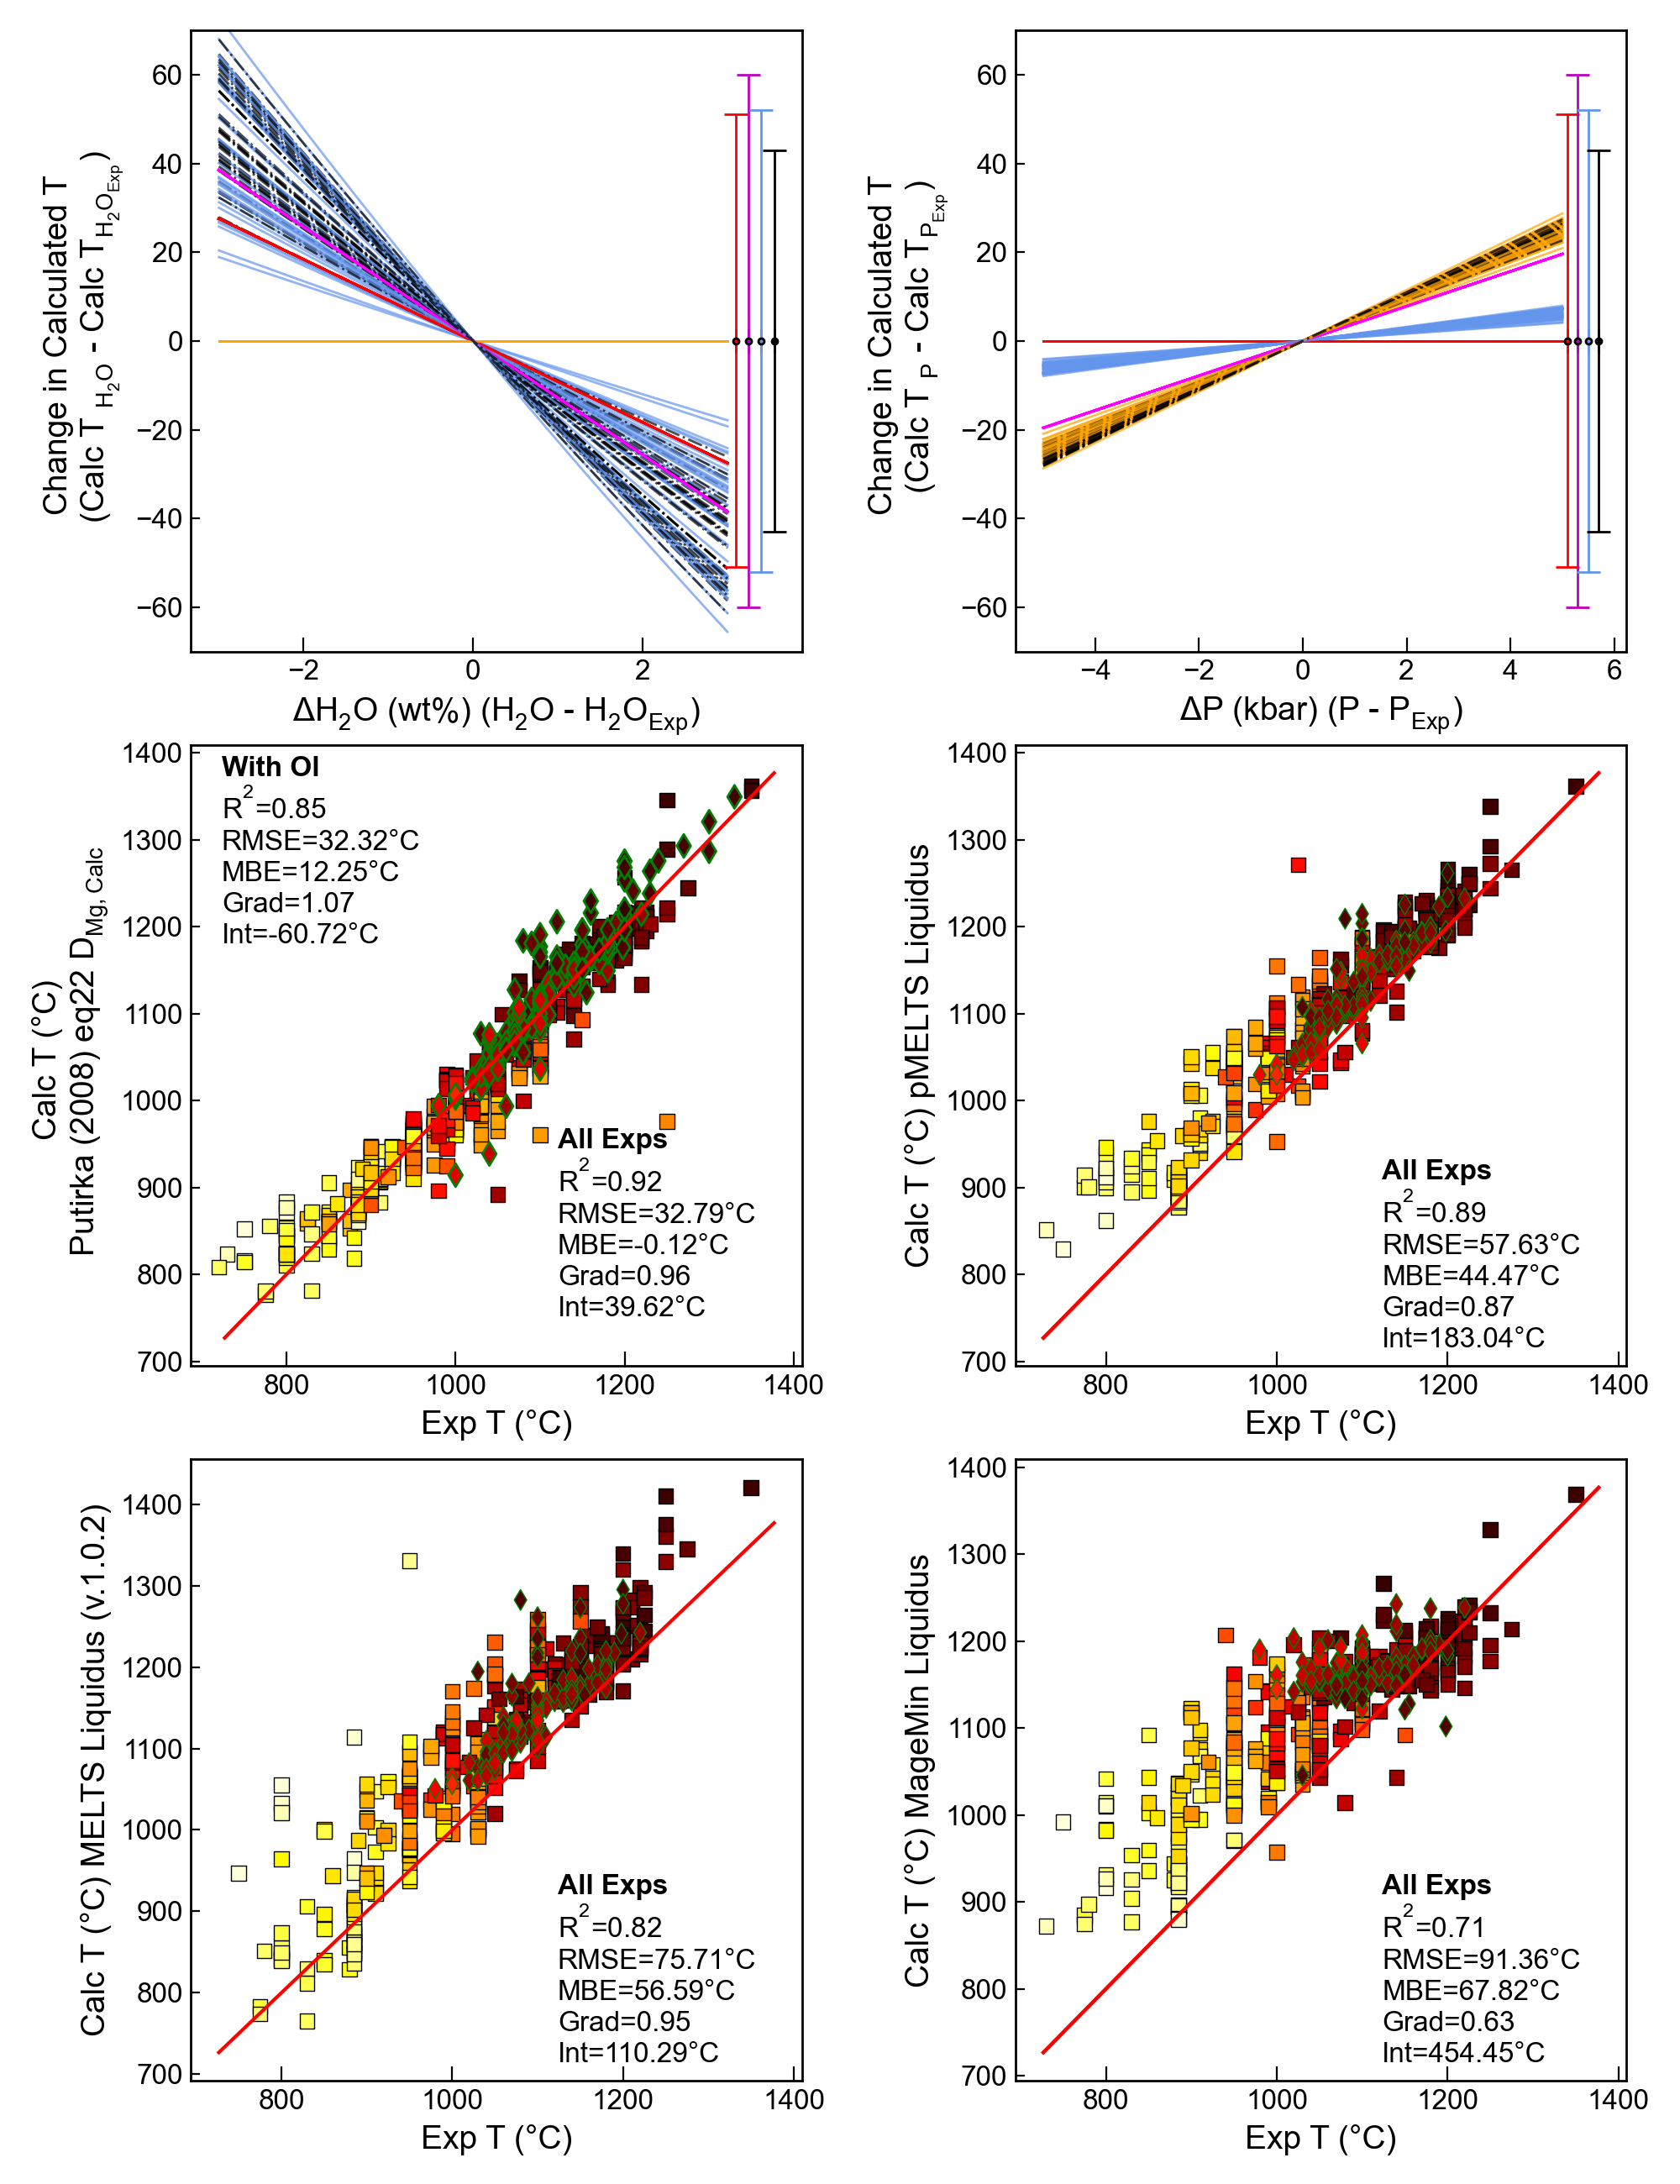 60
40
20
0
−20
−40
−60
Change in Calculated T
(Calc T H2O - Calc T H2OExp)
−2 0 2
ΔH2O (wt%) (H2O - H2OExp)
60
40
20
0
−20
−40
−60
Change in Calculated T
(Calc T P - Calc T PExp)
−4 −2 0 2 4 6
ΔP (kbar) (P - PExp)
1400
1300
1200
1100
1000
900
800
700
Calc T (°C)
Putirka (2008) eq22 DMg, Calc
With Ol
R2=0.85
RMSE=32.32°C
MBE=12.25°C
Grad=1.07
Int=-60.72°C
All Exps
R2=0.92
RMSE=32.79°C
MBE=-0.12°C
Grad=0.96
Int=39.62°C
800 1000 1200 1400
Exp T (°C)
1400
1300
1200
1100
1000
900
800
700
Calc T (°C) pMELTS Liquidus
All Exps
R2=0.89
RMSE=57.63°C
MBE=44.47°C
Grad=0.87
Int=183.04°C
800 1000 1200 1400
Exp T (°C)
1400
1300
1200
1100
1000
900
800
700
Calc T (°C) MELTS Liquidus (v.1.0.2)
All Exps
R2=0.82
RMSE=75.71°C
MBE=56.59°C
Grad=0.95
Int=110.29°C
800 1000 1200 1400
Exp T (°C)
1400
1300
1200
1100
1000
900
800
700
Calc T (°C) MageMin Liquidus
All Exps
R2=0.71
RMSE=91.36°C
MBE=67.82°C
Grad=0.63
Int=454.45°C
800 1000 1200 1400
Exp T (°C)